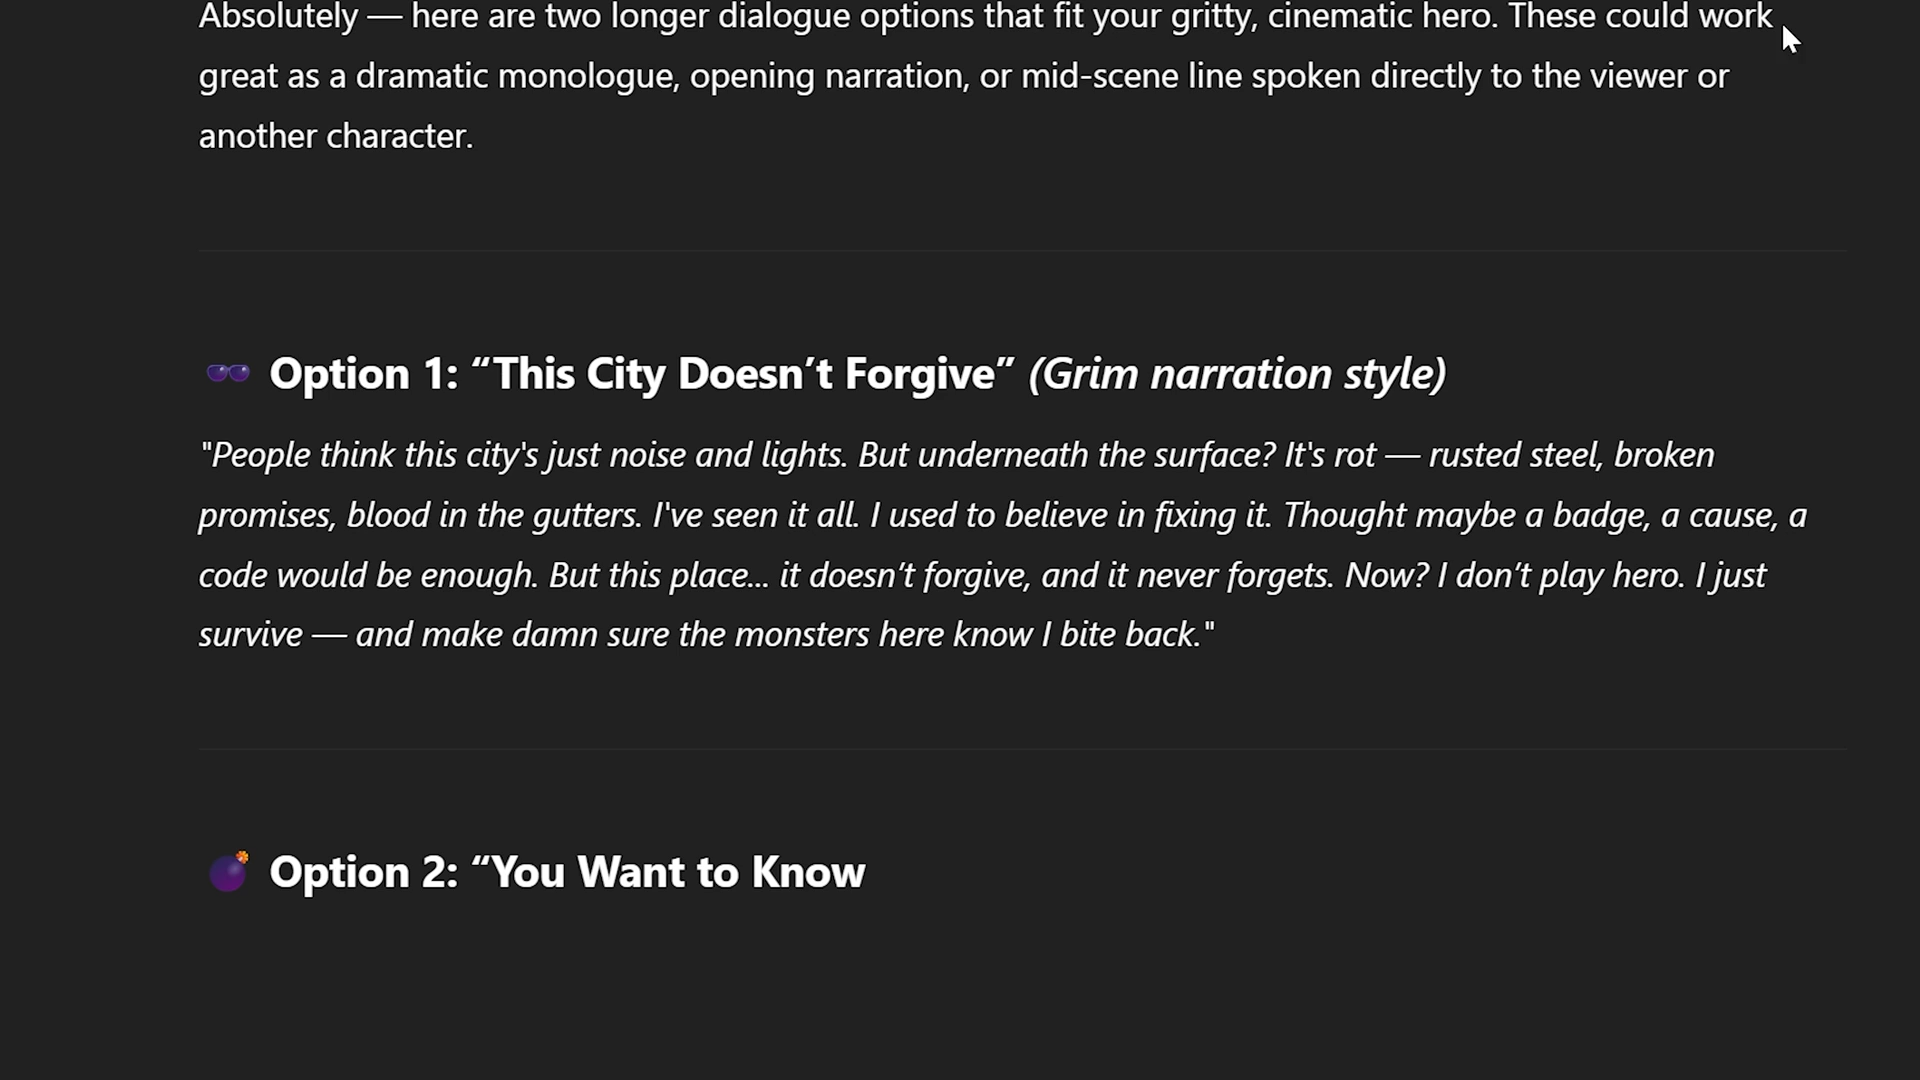 Absolutely — here are two longer dialogue options that fit your gritty, cinematic hero. These could work
great as a dramatic monologue, opening narration, or mid-scene line spoken directly to the viewer or
another character.
🕶️ Option 1: “This City Doesn’t Forgive” (Grim narration style)
"People think this city's just noise and lights. But underneath the surface? It's rot — rusted steel, broken
promises, blood in the gutters. I've seen it all. I used to believe in fixing it. Thought maybe a badge, a cause, a
code would be enough. But this place... it doesn’t forgive, and it never forgets. Now? I don’t play hero. I just
survive — and make damn sure the monsters here know I bite back."
💣 Option 2: “You Want to Know